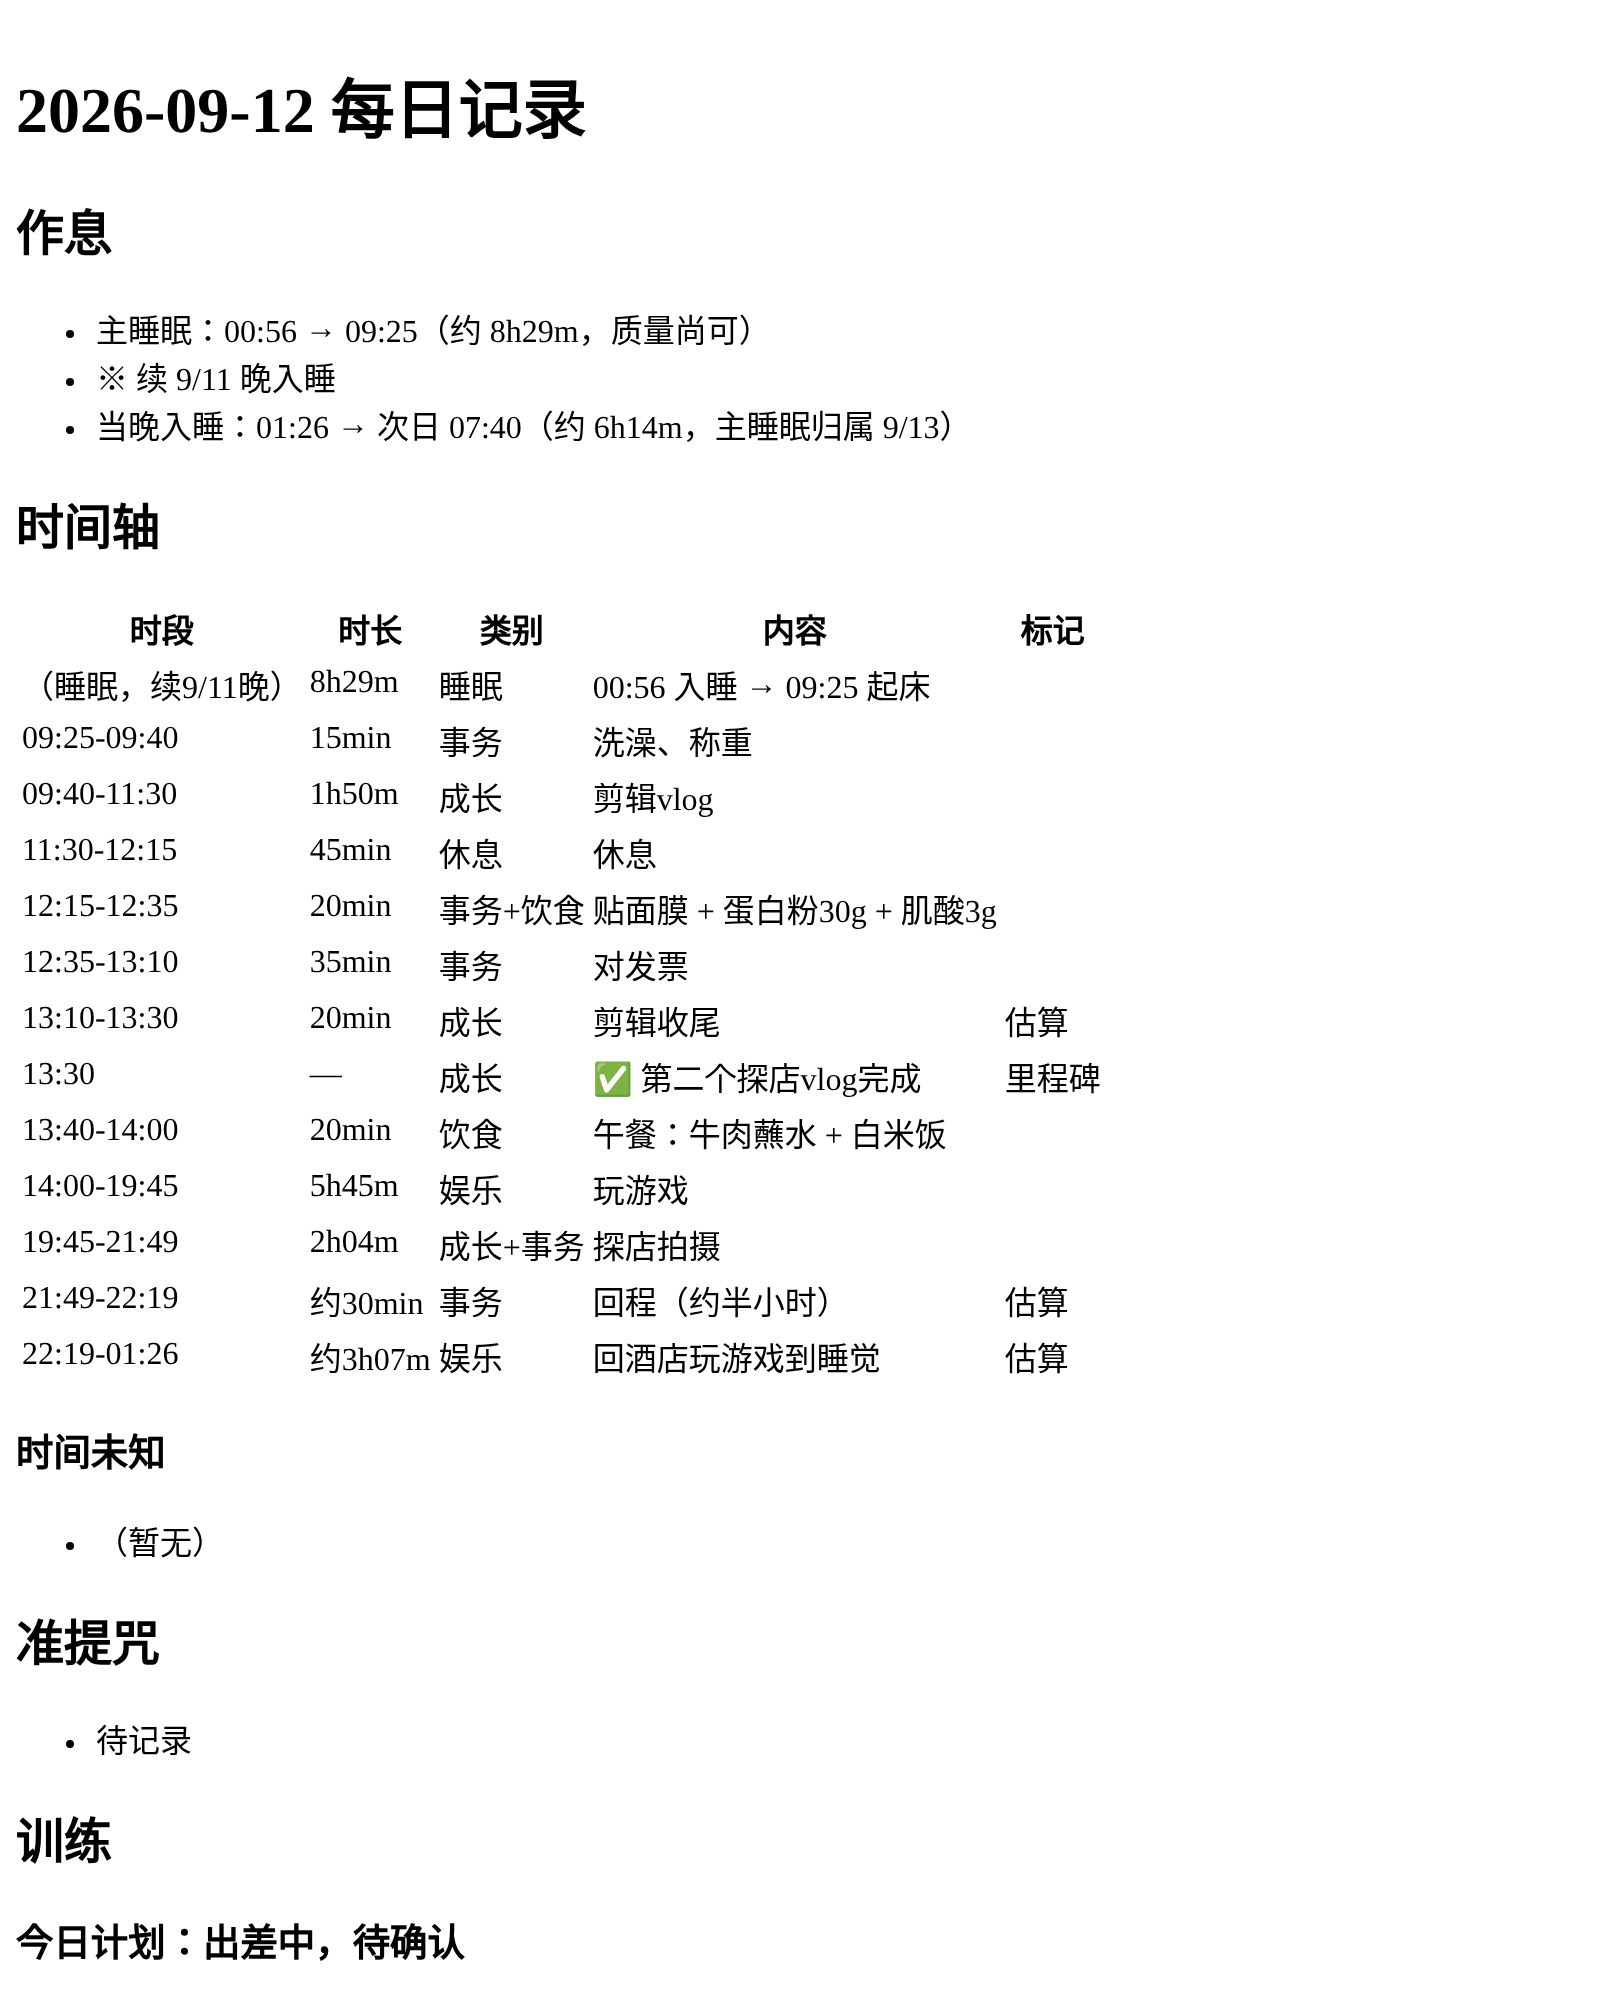 2026-09-12 每日记录
作息
• 主睡眠：00:56 → 09:25（约 8h29m，质量尚可）
• ※ 续 9/11 晚入睡
• 当晚入睡：01:26 → 次日 07:40（约 6h14m，主睡眠归属 9/13）
时间轴
时段 时长 类别 内容 标记
（睡眠，续9/11晚） 8h29m 睡眠 00:56 入睡 → 09:25 起床
09:25-09:40 15min 事务 洗澡、称重
09:40-11:30 1h50m 成长 剪辑vlog
11:30-12:15 45min 休息 休息
12:15-12:35 20min 事务+饮食 贴面膜 + 蛋白粉30g + 肌酸3g
12:35-13:10 35min 事务 对发票
13:10-13:30 20min 成长 剪辑收尾 估算
13:30 — 成长 ✅ 第二个探店vlog完成 里程碑
13:40-14:00 20min 饮食 午餐：牛肉蘸水 + 白米饭
14:00-19:45 5h45m 娱乐 玩游戏
19:45-21:49 2h04m 成长+事务 探店拍摄
21:49-22:19 约30min 事务 回程（约半小时） 估算
22:19-01:26 约3h07m 娱乐 回酒店玩游戏到睡觉 估算
时间未知
• （暂无）
准提咒
• 待记录
训练
今日计划：出差中，待确认